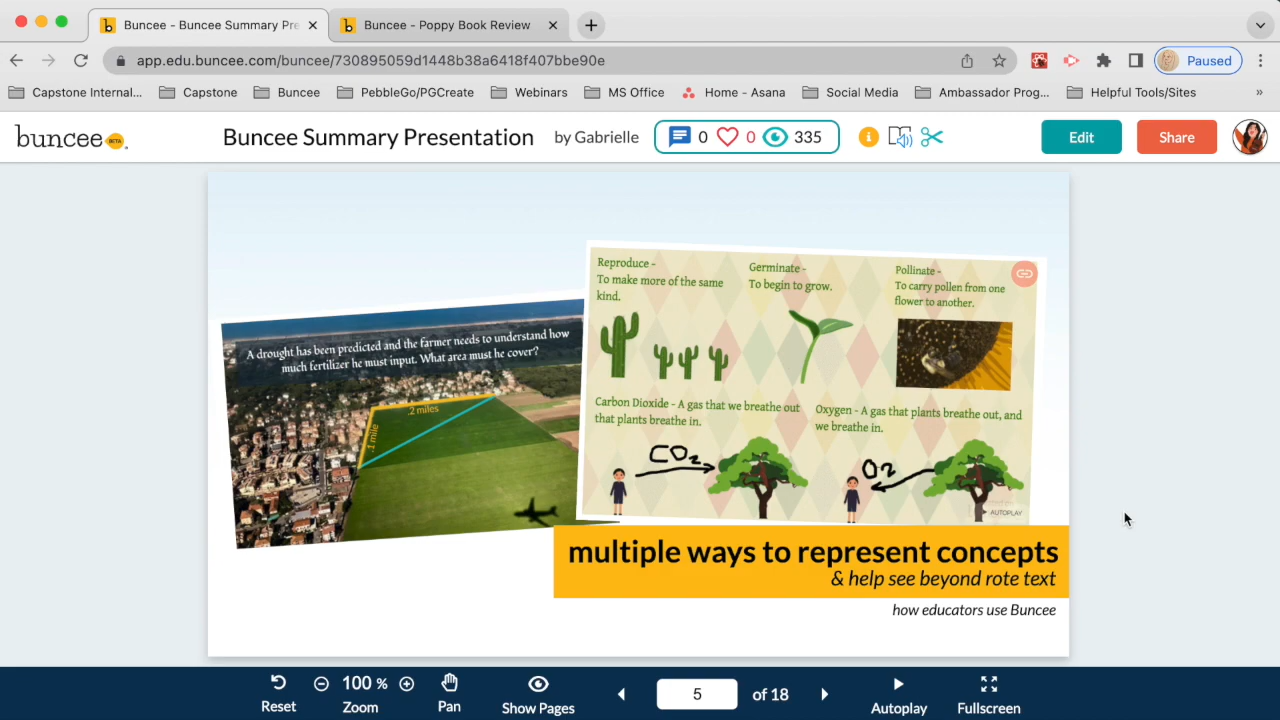 Buncee - Buncee Summary Pre
Buncee - Poppy Book Review
app.edu.buncee.com/buncee/730895059d1448b38a6418f407bbe90e
Paused
Capstone Internal...
Capstone
Buncee
PebbleGo/PGCreate
Webinars
MS Office
Home - Asana
Social Media
Ambassador Prog...
Helpful Tools/Sites
»
buncee BETA
Buncee Summary Presentation
by Gabrielle
0
0
335
Edit
Share
A drought has been predicted and the farmer needs to understand how
much fertilizer he must input. What area must he cover?
.2 miles
.1 mile
Reproduce -
To make more of the same
kind.
Germinate -
To begin to grow.
Pollinate -
To carry pollen from one
flower to another.
Carbon Dioxide - A gas that we breathe out
that plants breathe in.
Oxygen - A gas that plants breathe out, and
we breathe in.
CO2
O2
AUTOPLAY
multiple ways to represent concepts
& help see beyond rote text
how educators use Buncee
Reset
100 %
Zoom
Pan
Show Pages
5
of 18
Autoplay
Fullscreen